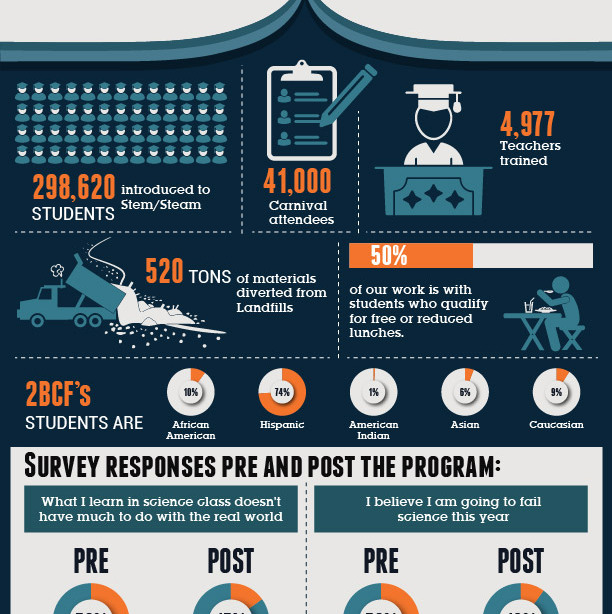 298,620
STUDENTS
introduced to
Stem/Steam
41,000
Carnival
attendees
4,977
Teachers
trained
520 TONS
of materials
diverted from
Landfills
50%
of our work is with
students who qualify
for free or reduced
lunches.
2BCF's
STUDENTS ARE
10%
African
American
74%
Hispanic
1%
American
Indian
6%
Asian
9%
Caucasian
SURVEY RESPONSES PRE AND POST THE PROGRAM:
What I learn in science class doesn't
have much to do with the real world
I believe I am going to fail
science this year
PRE
POST
PRE
POST